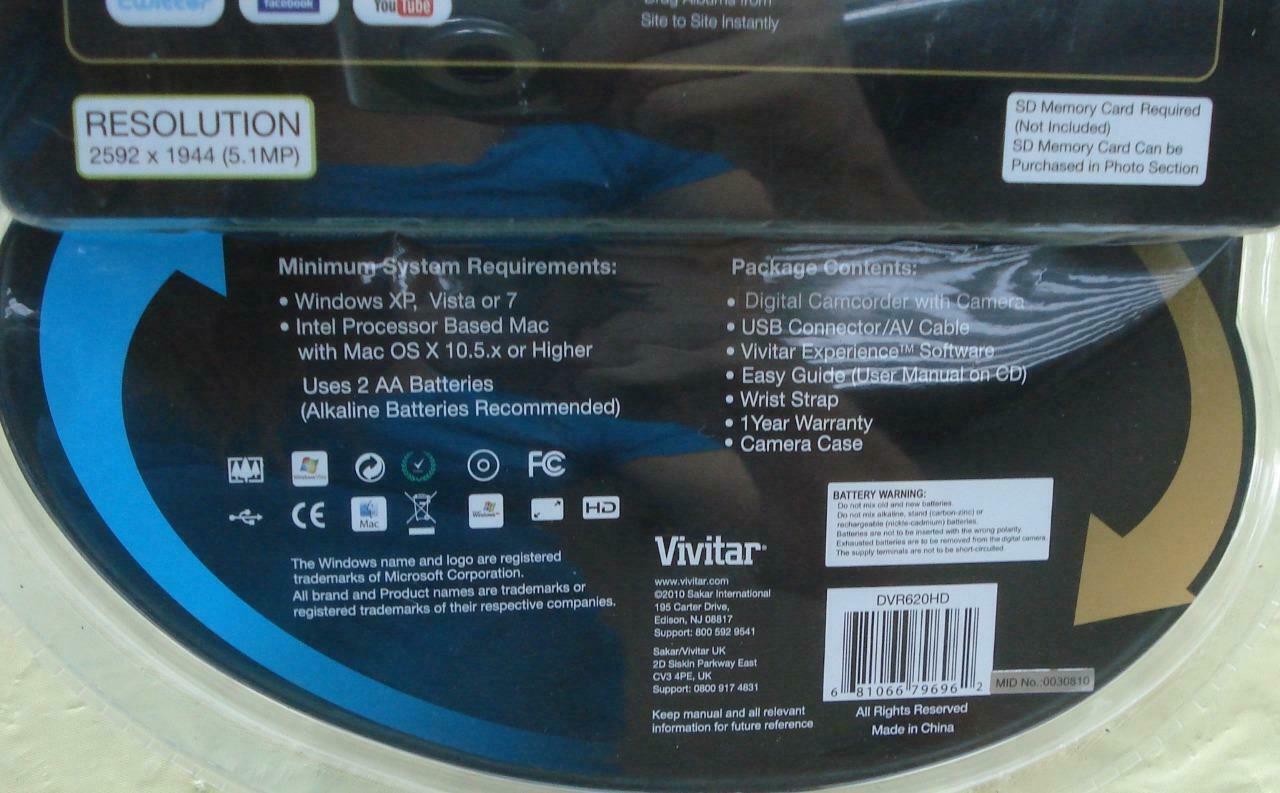 twitter
facebook
You Tube
Drag Albums from
Site to Site Instantly
RESOLUTION
2592 x 1944 (5.1MP)
SD Memory Card Required
(Not Included)
SD Memory Card Can be
Purchased in Photo Section
Minimum System Requirements:
• Windows XP, Vista or 7
• Intel Processor Based Mac
with Mac OS X 10.5.x or Higher
Uses 2 AA Batteries
(Alkaline Batteries Recommended)
Package Contents:
• Digital Camcorder with Camera
• USB Connector/AV Cable
• Vivitar Experience™ Software
• Easy Guide (User Manual on CD)
• Wrist Strap
• 1Year Warranty
• Camera Case
FC
CE
Mac
Windows
HD
The Windows name and logo are registered
trademarks of Microsoft Corporation.
All brand and Product names are trademarks or
registered trademarks of their respective companies.
Vivitar
www.vivitar.com
©2010 Sakar International
195 Carter Drive,
Edison, NJ 08817
Support: 800 592 9541
Sakar/Vivitar UK
2D Siskin Parkway East
CV3 4PE, UK
Support: 0800 917 4831
Keep manual and all relevant
information for future reference
BATTERY WARNING:
Do not mix old and new batteries.
Do not mix alkaline, stand (carbon-zinc) or
rechargeable (nickle-cadmium) batteries.
Batteries are not to be inserted with the wrong polarity.
Exhausted batteries are to be removed from the digital camera.
The supply terminals are not to be short-circuited.
DVR620HD
6 81066 79696 2
MID No.:0030810
All Rights Reserved
Made in China